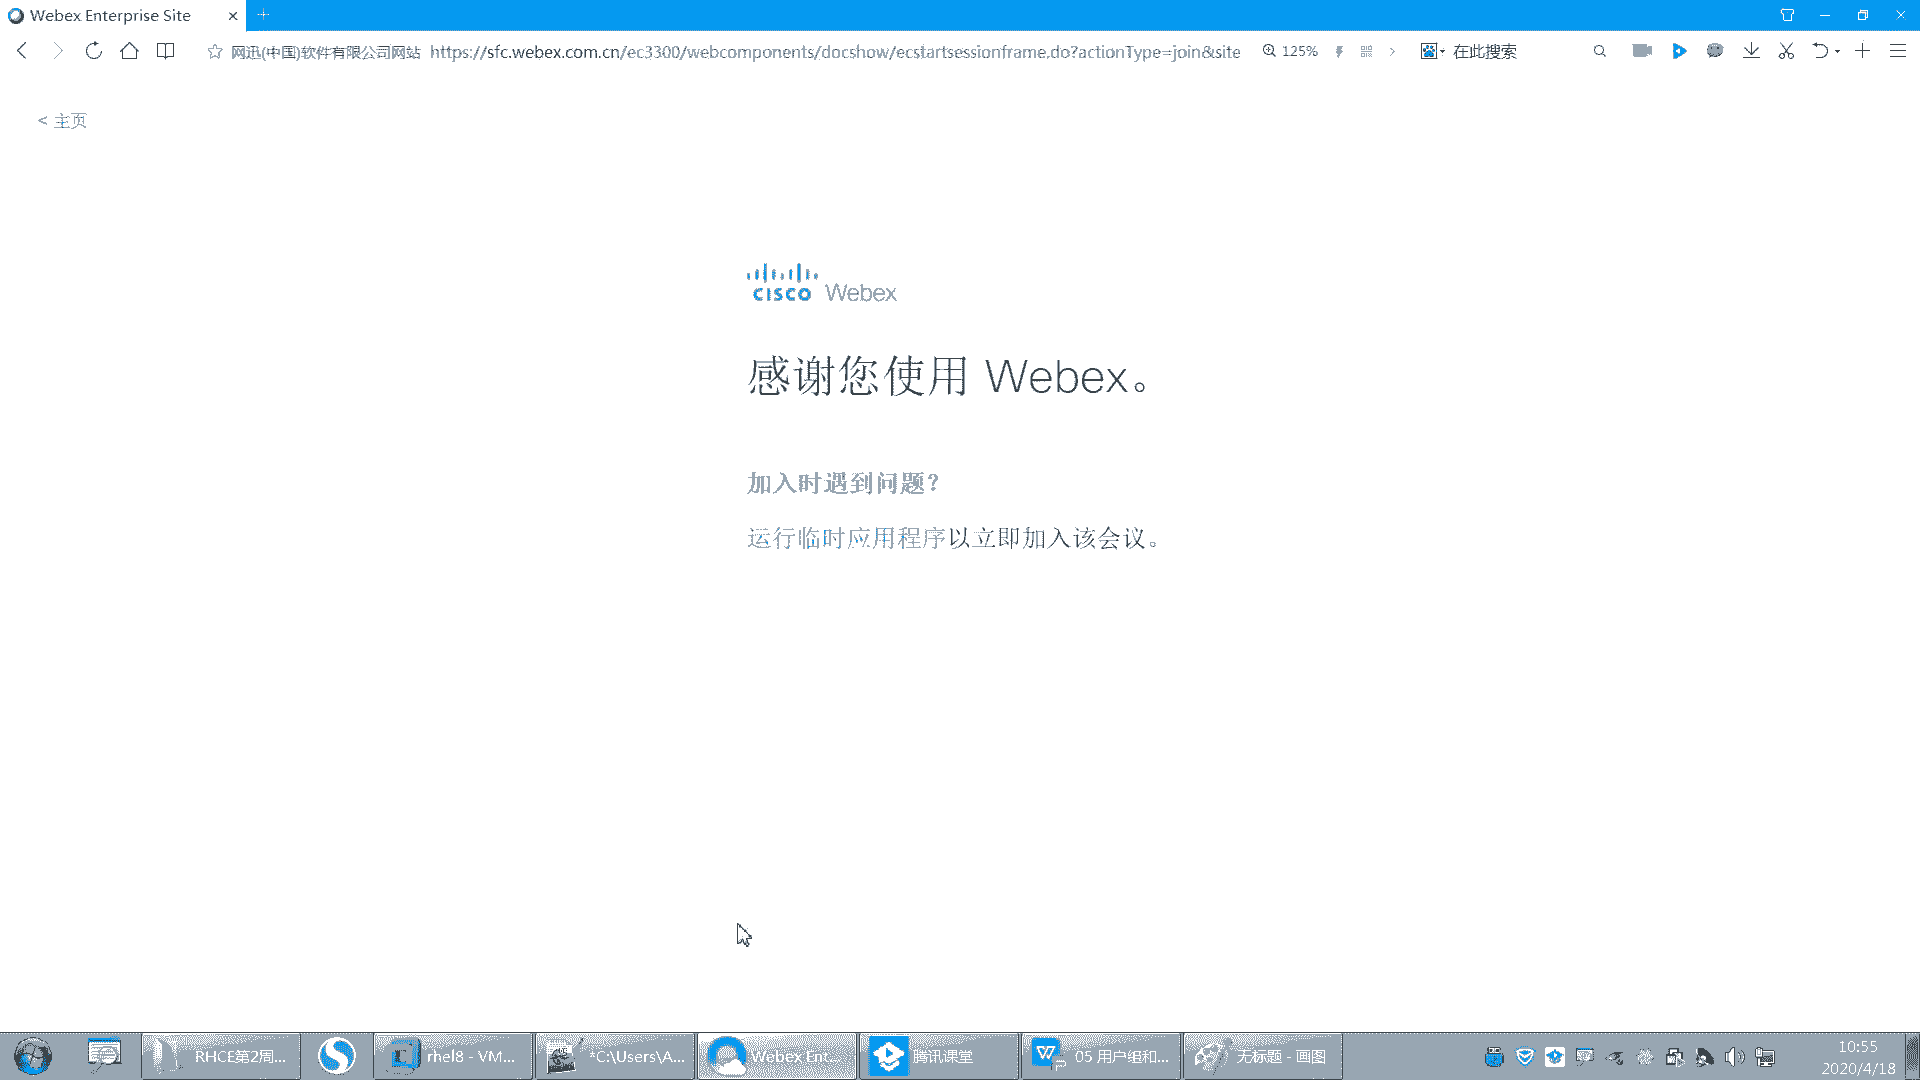 Webex Enterprise Site
网迅(中国)软件有限公司网站 https://sfc.webex.com.cn/ec3300/webcomponents/docshow/ecstartsessionframe.do?actionType=join&site 125% 在此搜索
< 主页
cisco Webex
感谢您使用 Webex。
加入时遇到问题?
运行临时应用程序以立即加入该会议。
RHCE第2周... rhel8 - VM... *C:\Users\A... Webex Ent... 腾讯课堂 05 用户组和... 无标题 - 画图 10:55
2020/4/18